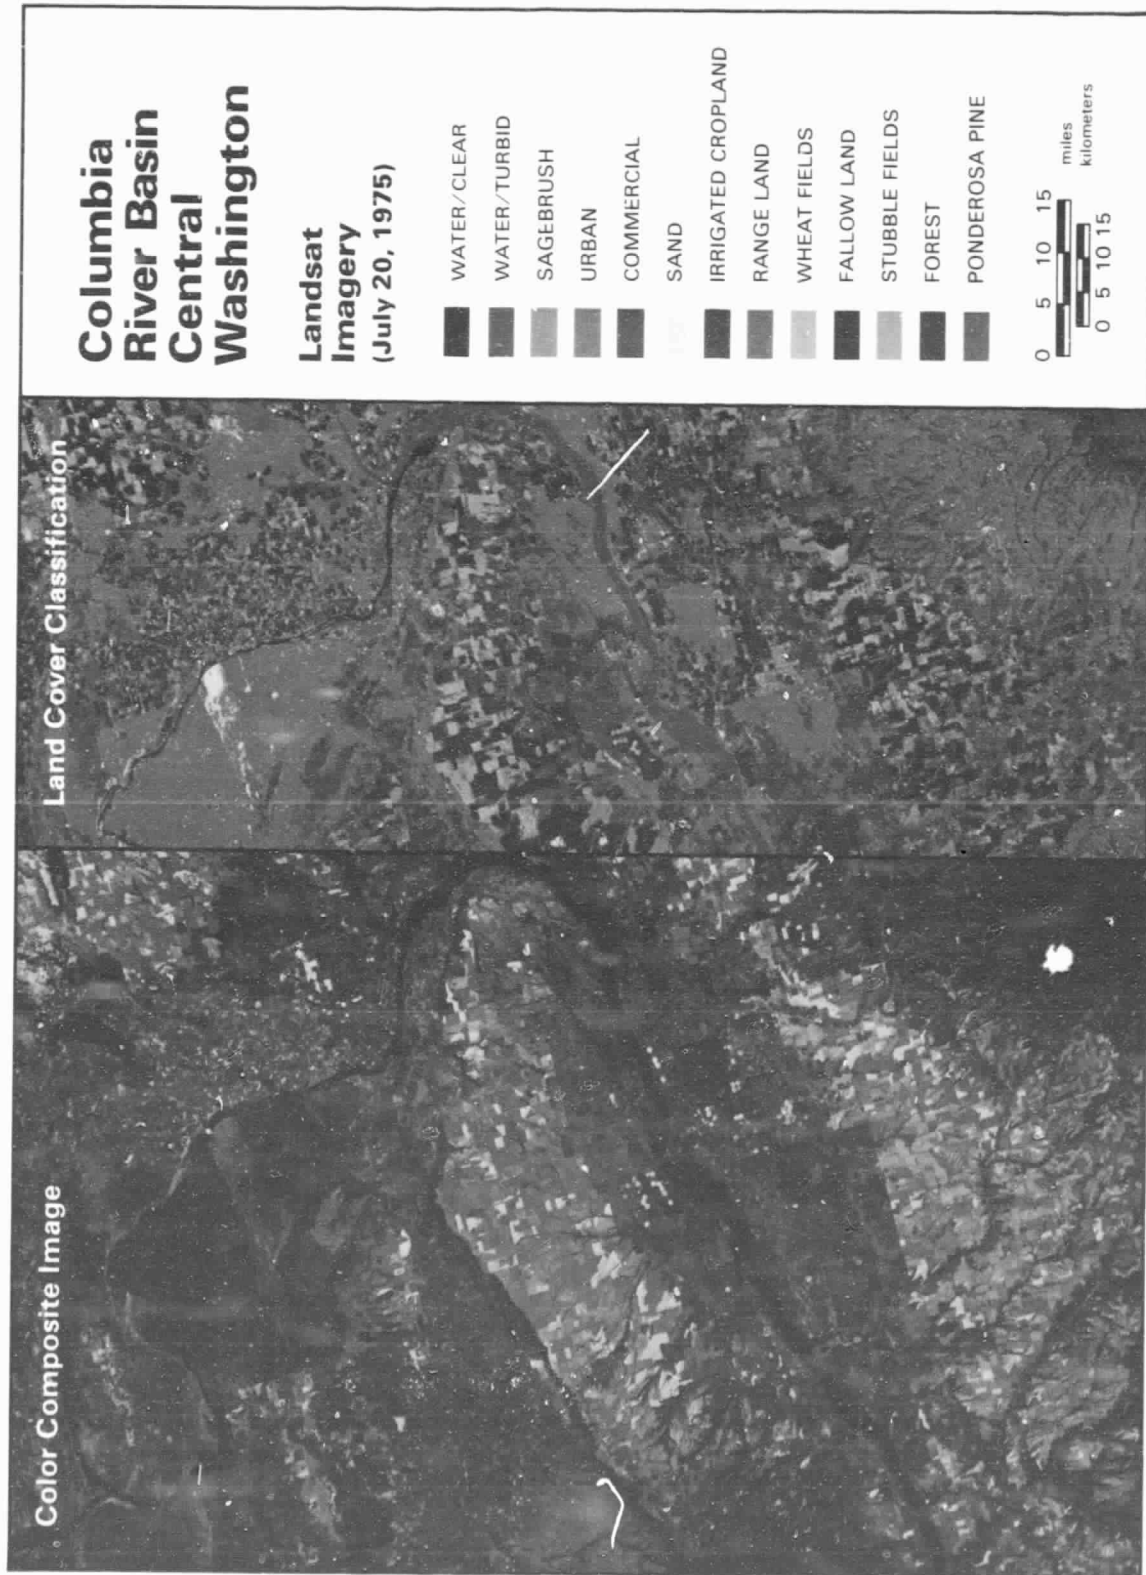 Columbia
River Basin
Central
Washington
Landsat
Imagery
(July 20, 1975)
WATER/CLEAR
WATER/TURBID
SAGEBRUSH
URBAN
COMMERCIAL
SAND
IRRIGATED CROPLAND
RANGE LAND
WHEAT FIELDS
FALLOW LAND
STUBBLE FIELDS
FOREST
PONDEROSA PINE
0 5 10 15
miles
kilometers
0 5 10 15
Land Cover Classification
Color Composite Image